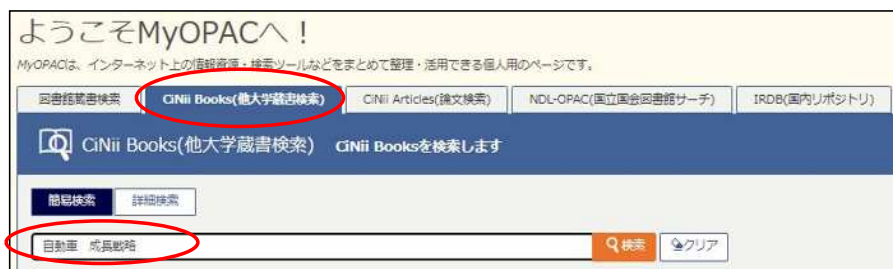 ようこそMyOPACへ！
MyOPACは、インターネット上の情報資源・検索ツールなどをまとめて整理・活用できる個人用のページです。
図書館蔵書検索 CiNii Books(他大学蔵書検索) CiNii Articles(論文検索) NDL-OPAC(国立国会図書館サーチ) IRDB(国内リポジトリ)
CiNii Books(他大学蔵書検索) CiNii Booksを検索します
簡易検索 詳細検索
自動車 成長戦略 検索 クリア